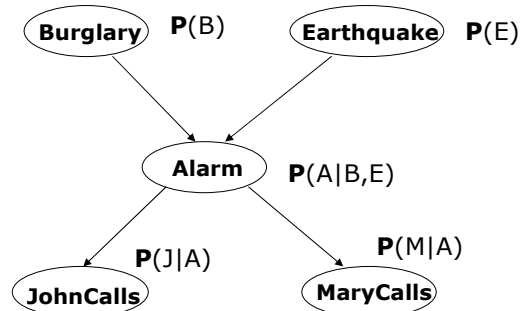 Burglary P(B)
Earthquake P(E)
Alarm P(A|B,E)
P(J|A)
P(M|A)
JohnCalls
MaryCalls